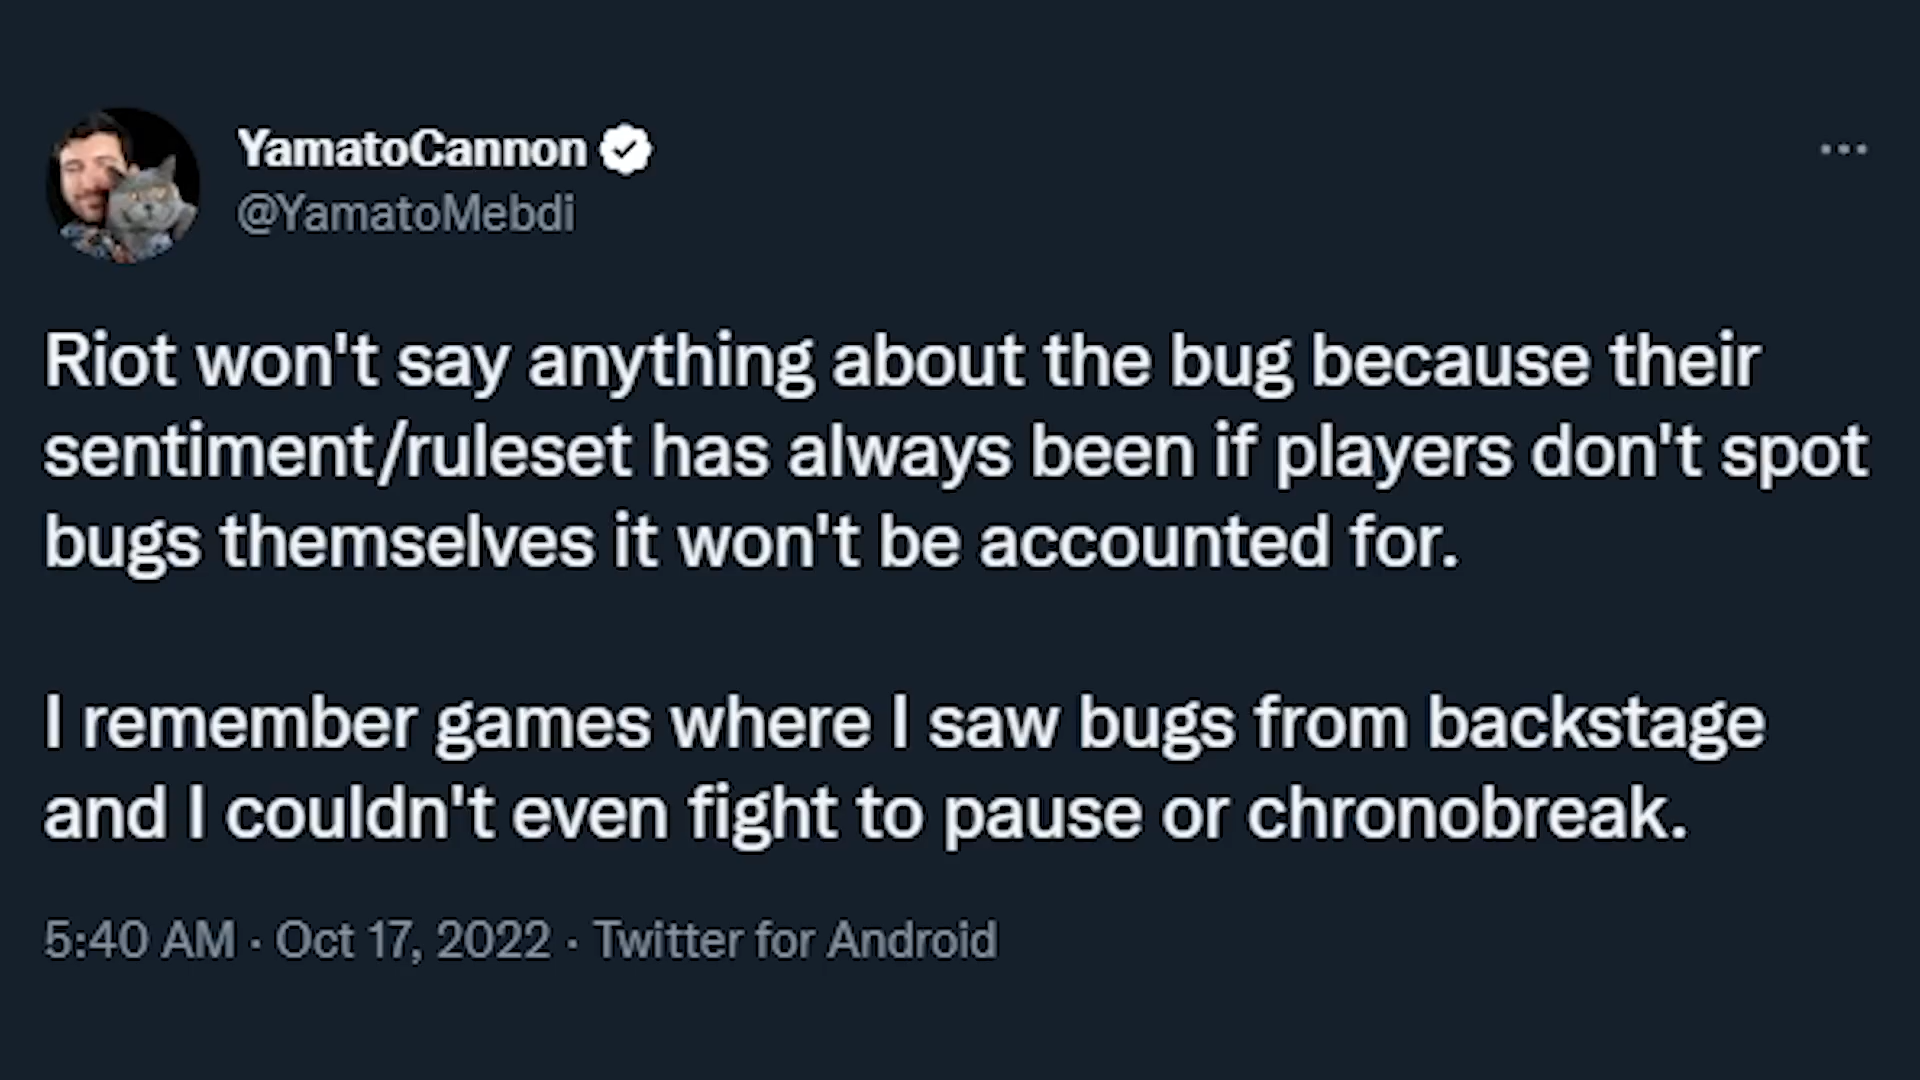 YamatoCannon
@YamatoMebdi
Riot won't say anything about the bug because their
sentiment/ruleset has always been if players don't spot
bugs themselves it won't be accounted for.
I remember games where I saw bugs from backstage
and I couldn't even fight to pause or chronobreak.
5:40 AM · Oct 17, 2022 · Twitter for Android